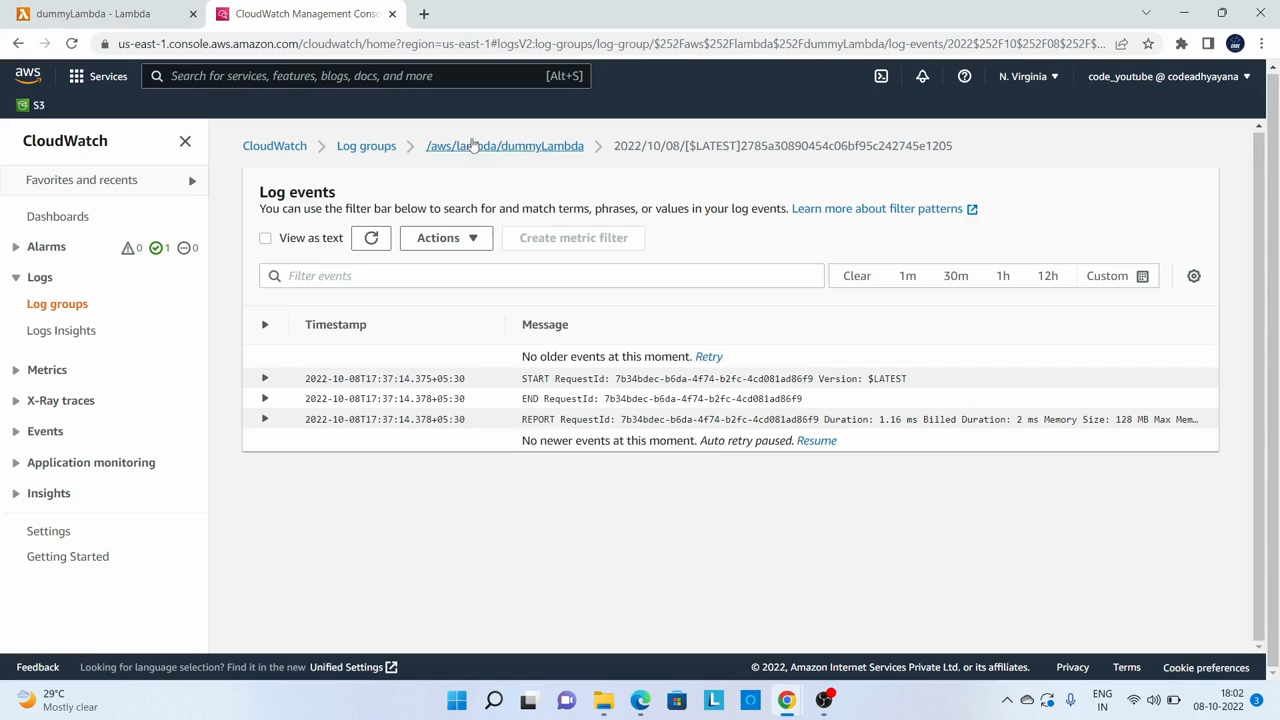 dummyLambda - Lambda
CloudWatch Management Conso
us-east-1.console.aws.amazon.com/cloudwatch/home?region=us-east-1#logsV2:log-groups/log-group/$252Faws$252Flambda$252FdummyLambda/log-events/2022$252F10$252F08$252F$...
aws
Services
Search for services, features, blogs, docs, and more
[Alt+S]
N. Virginia
code_youtube @ codeadhyayana
S3
CloudWatch
Favorites and recents
Dashboards
Alarms
0
1
0
Logs
Log groups
Logs Insights
Metrics
X-Ray traces
Events
Application monitoring
Insights
Settings
Getting Started
CloudWatch
Log groups
/aws/lambda/dummyLambda
2022/10/08/[$LATEST]2785a30890454c06bf95c242745e1205
Log events
You can use the filter bar below to search for and match terms, phrases, or values in your log events. Learn more about filter patterns
View as text
Actions
Create metric filter
Filter events
Clear
1m
30m
1h
12h
Custom
Timestamp
Message
No older events at this moment. Retry
2022-10-08T17:37:14.375+05:30 START RequestId: 7b34bdec-b6da-4f74-b2fc-4cd081ad86f9 Version: $LATEST
2022-10-08T17:37:14.378+05:30 END RequestId: 7b34bdec-b6da-4f74-b2fc-4cd081ad86f9
2022-10-08T17:37:14.378+05:30 REPORT RequestId: 7b34bdec-b6da-4f74-b2fc-4cd081ad86f9 Duration: 1.16 ms Billed Duration: 2 ms Memory Size: 128 MB Max Mem...
No newer events at this moment. Auto retry paused. Resume
Feedback
Looking for language selection? Find it in the new Unified Settings
© 2022, Amazon Internet Services Private Ltd. or its affiliates.
Privacy
Terms
Cookie preferences
29°C
Mostly clear
ENG
IN
18:02
08-10-2022
3